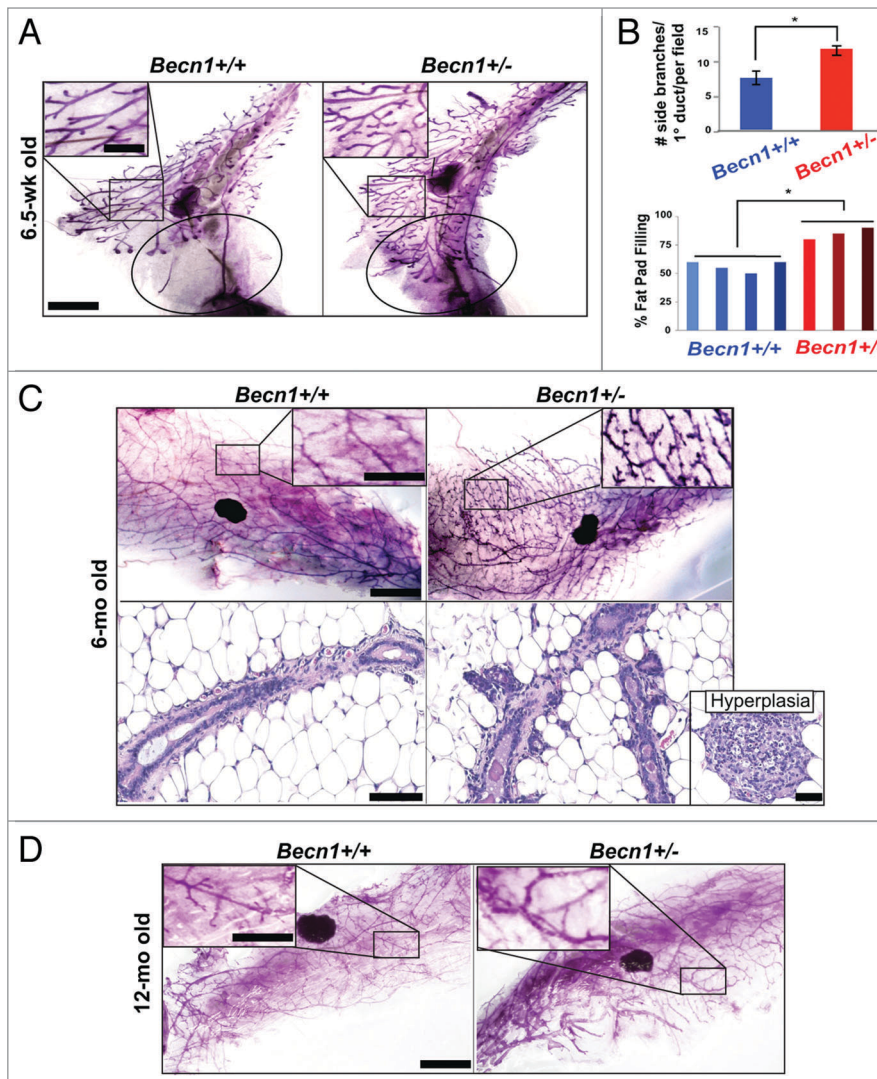 A
Becn1+/+
Becn1+/-
6.5-wk old
B
# side branches/
1° duct/per field
15
10
5
0
*
Becn1+/+
Becn1+/-
% Fat Pad Filling
100
75
50
25
0
*
Becn1+/+
Becn1+/
C
Becn1+/+
Becn1+/-
6-mo old
Hyperplasia
D
Becn1+/+
Becn1+/-
12-mo old